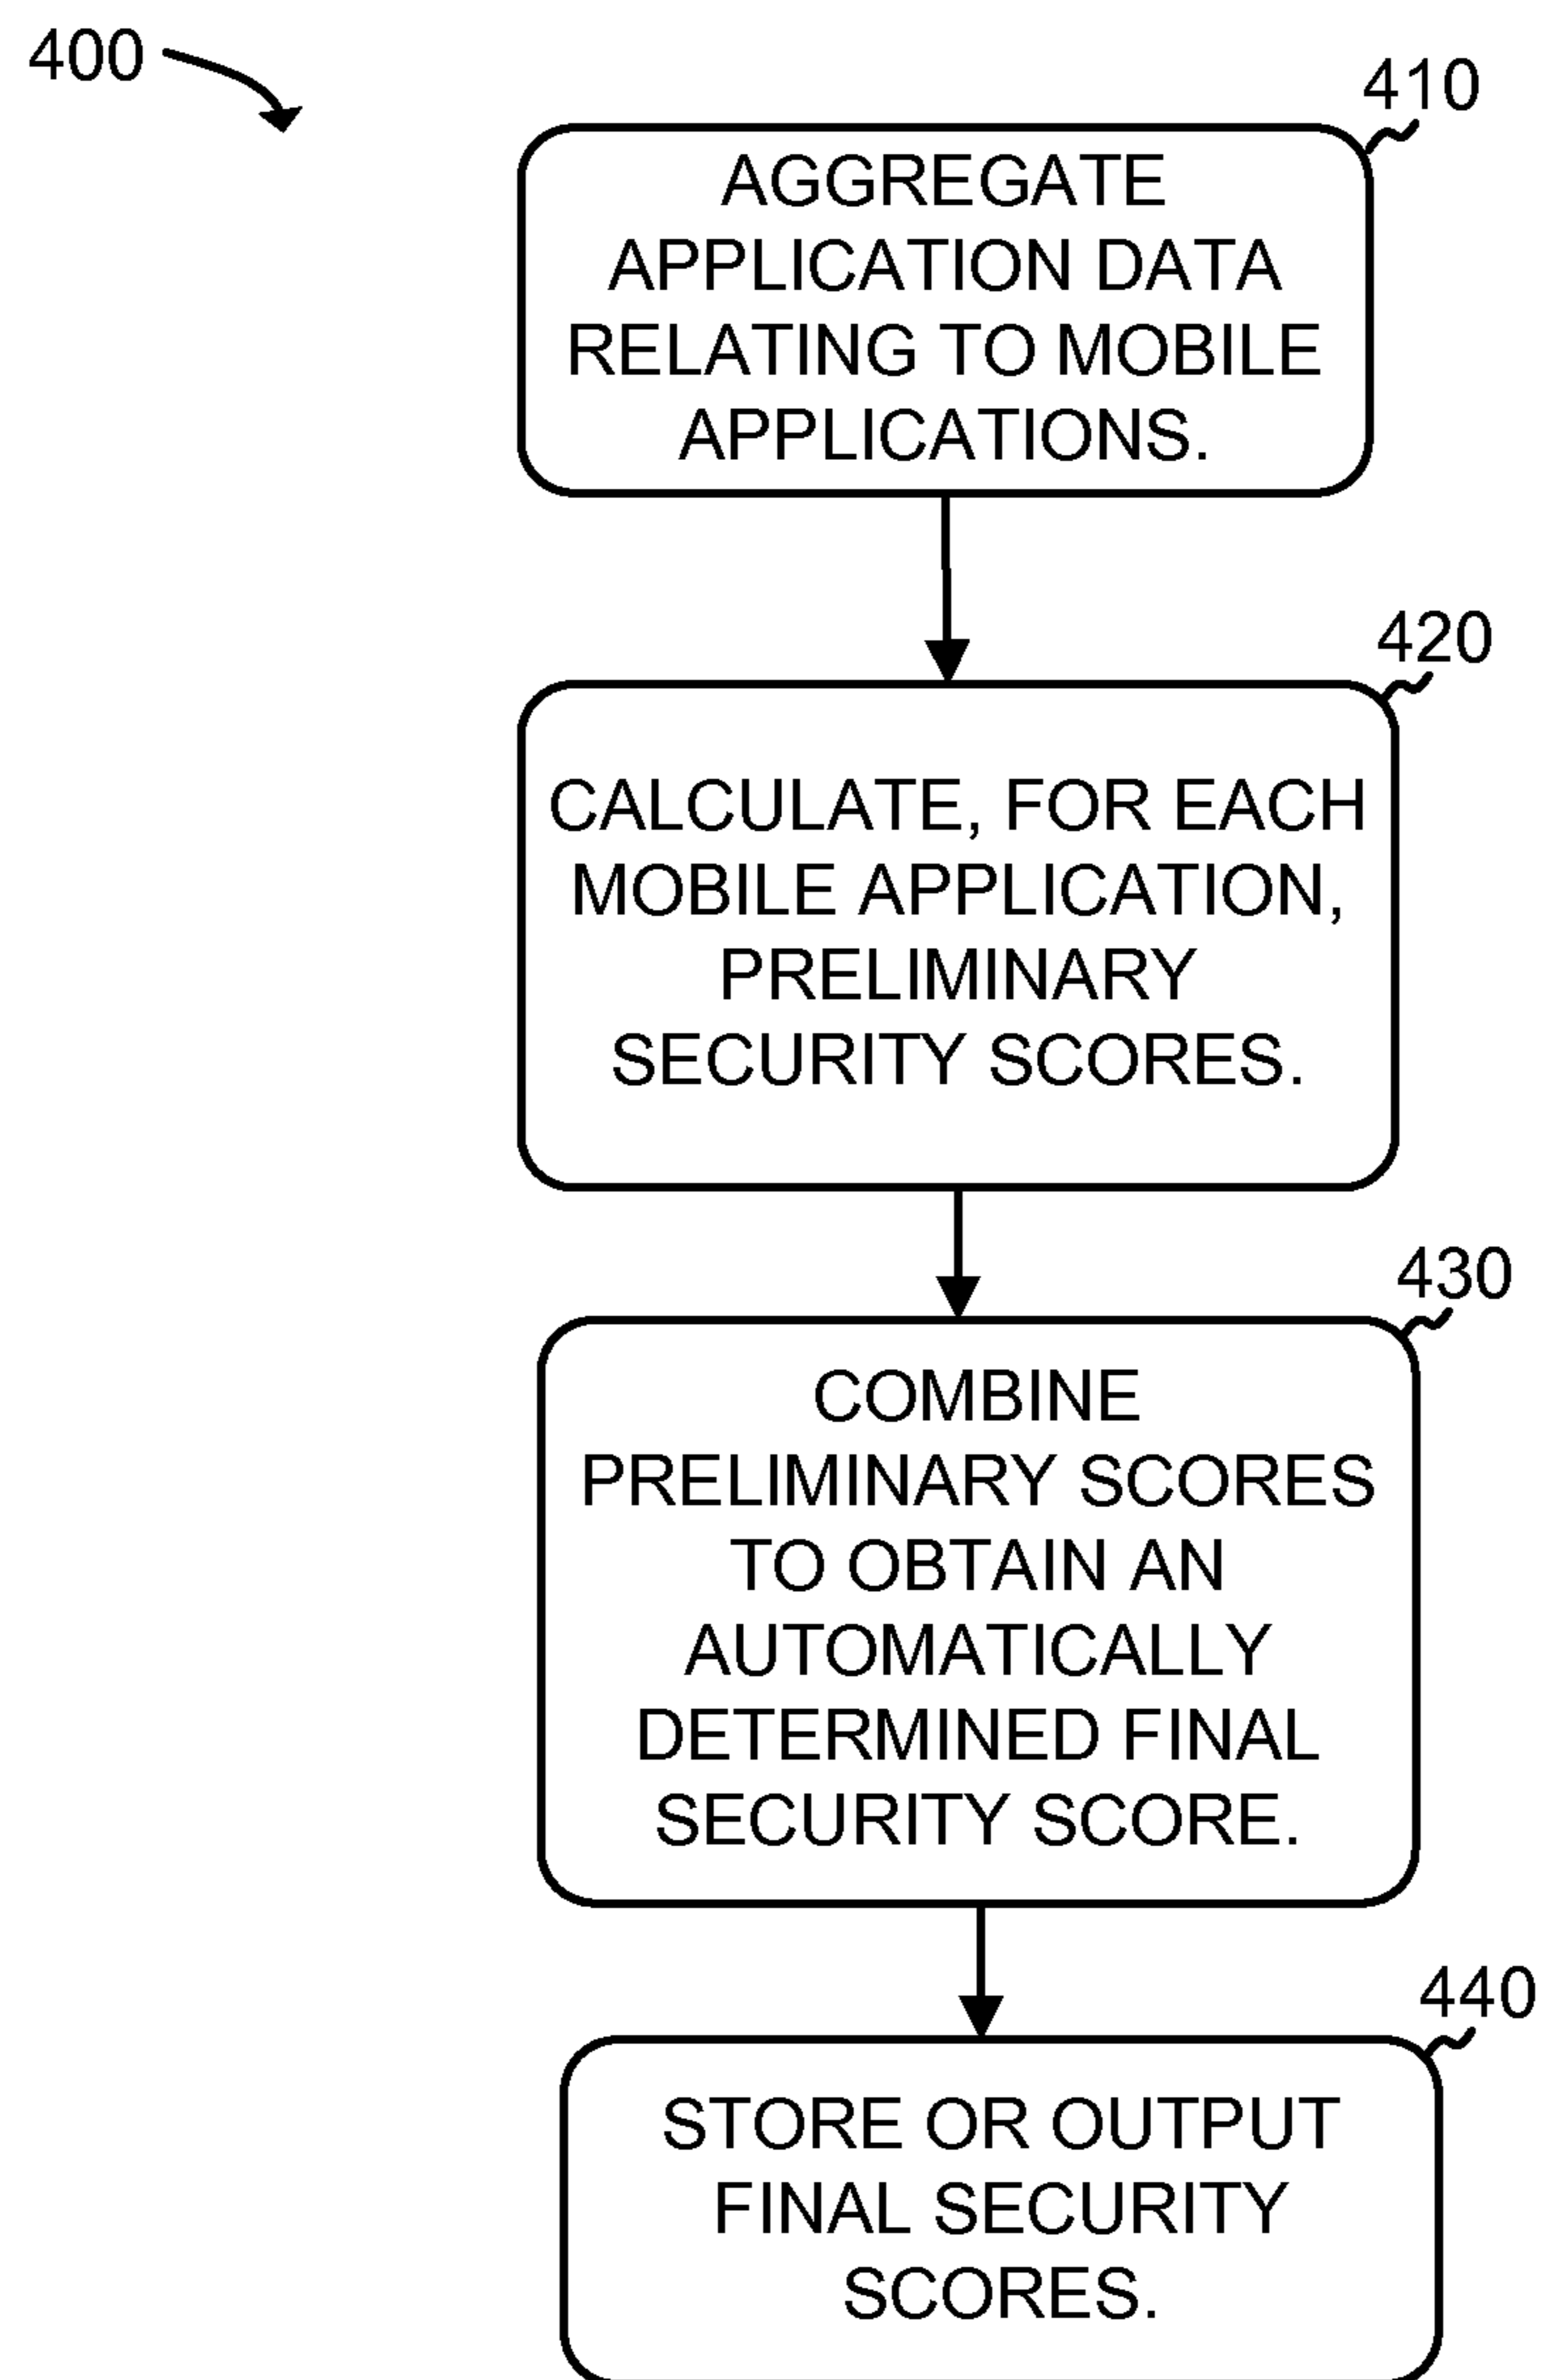 400
410
AGGREGATE
APPLICATION DATA
RELATING TO MOBILE
APPLICATIONS.
420
CALCULATE, FOR EACH
MOBILE APPLICATION,
PRELIMINARY
SECURITY SCORES.
430
COMBINE
PRELIMINARY SCORES
TO OBTAIN AN
AUTOMATICALLY
DETERMINED FINAL
SECURITY SCORE.
440
STORE OR OUTPUT
FINAL SECURITY
SCORES.